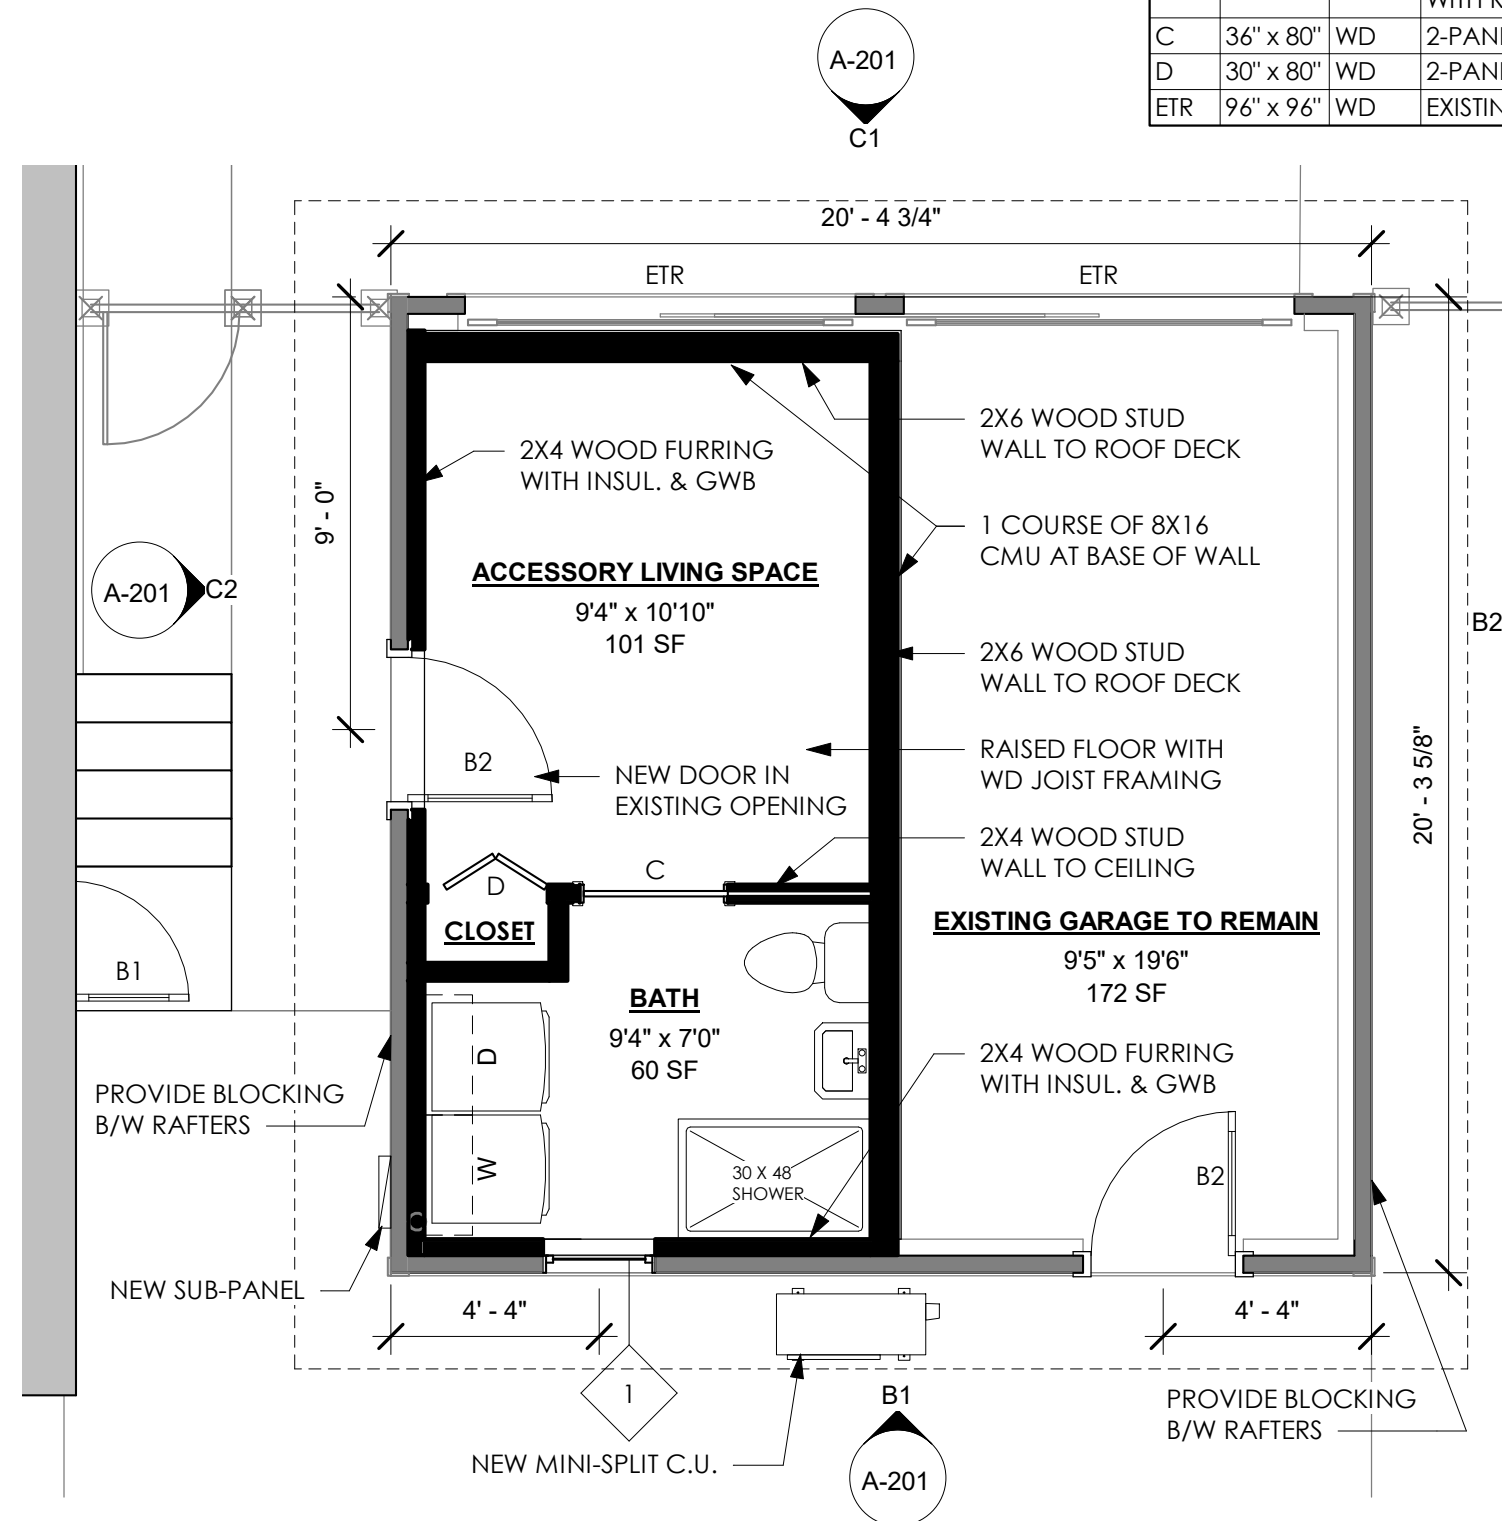 A-201
C1
C 36" x 80" WD
D 30" x 80" WD
ETR 96" x 96" WD
20' - 4 3/4"
ETR
ETR
2X6 WOOD STUD
WALL TO ROOF DECK
2X4 WOOD FURRING
WITH INSUL. & GWB
9' - 0"
1 COURSE OF 8X16
CMU AT BASE OF WALL
ACCESSORY LIVING SPACE
9'4" x 10'10"
101 SF
A-201
C2
B2
2X6 WOOD STUD
WALL TO ROOF DECK
RAISED FLOOR WITH
WD JOIST FRAMING
B2
NEW DOOR IN
EXISTING OPENING
20' - 3 5/8"
2X4 WOOD STUD
WALL TO CEILING
C
D
CLOSET
EXISTING GARAGE TO REMAIN
9'5" x 19'6"
172 SF
B1
BATH
9'4" x 7'0"
60 SF
D
2X4 WOOD FURRING
WITH INSUL. & GWB
PROVIDE BLOCKING
B/W RAFTERS
W
30 X 48
SHOWER
B2
C
NEW SUB-PANEL
4' - 4"
4' - 4"
1
B1
PROVIDE BLOCKING
B/W RAFTERS
NEW MINI-SPLIT C.U.
A-201